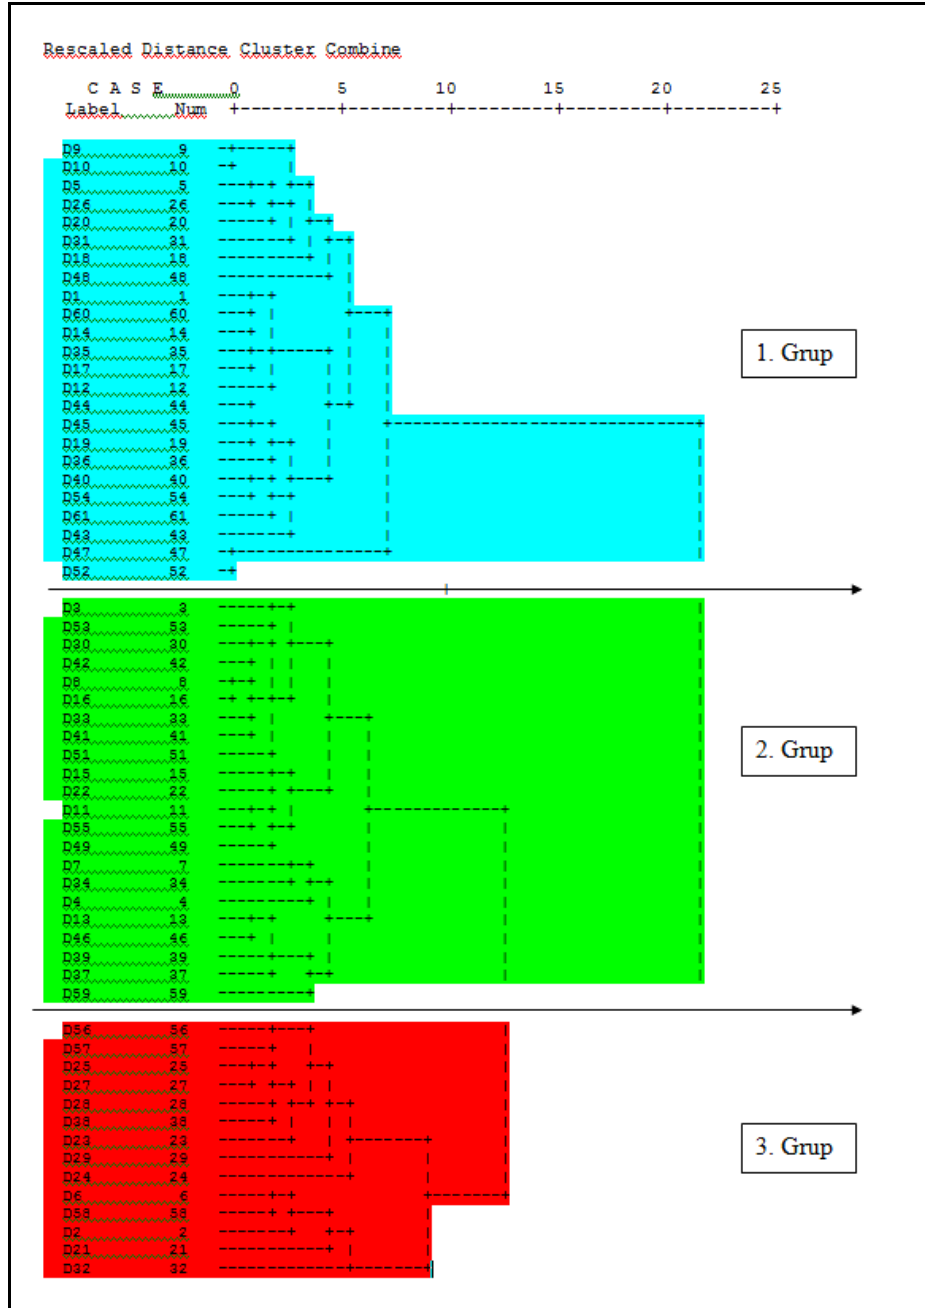 Rescaled Distance Cluster Combine
C A S E 0 5 10 15 20 25
Label Num +---------+---------+---------+---------+---------+
D9 9 -+-----+
D10 10 -+ |
D5 5 ---+-+ +-+
D26 26 ---+ +-+ |
D20 20 -----+ | +-+
D31 31 -------+ | +-+
D18 18 ---------+ | |
D48 48 -----------+ |
D1 1 ---+-+ |
D60 60 ---+ | +---+
D14 14 ---+ | | |
D35 35 ---+-+-----+ | |
D17 17 ---+ | | | |
D12 12 -----+ | | |
D44 44 ---+ +-+ |
1. Grup
D45 45 ---+-+ | +-----------------------------+
D19 19 ---+ +-+ | | |
D36 36 -----+ | | | |
D40 40 ---+-+ +---+ | |
D54 54 ---+ +-+ | |
D61 61 -----+ | | |
D43 43 -------+ | |
D47 47 -+---------------+ |
D52 52 -+
D3 3 -----+-+ |
D53 53 -----+ | |
D30 30 ---+-+ +---+ |
D42 42 ---+ | | | |
D8 8 -+-+ | | | |
D16 16 -+ +-+-+ | |
D33 33 ---+ | +---+ |
D41 41 ---+ | | | |
D51 51 -----+ | | |
2. Grup
D15 15 -----+-+ | | |
D22 22 ---+-+ +---+ | |
D11 11 ---+-+ | +-------------+ |
D55 55 ---+ +-+ | | |
D49 49 -----+ | | |
D7 7 -------+-+ | | |
D34 34 -------+ +-+ | | |
D4 4 ---------+ | | | |
D13 13 ---+-+ +---+ | |
D46 46 ---+ | | | |
D39 39 -----+---+ | | |
D37 37 -----+ +-+ | |
D59 59 ---------+
D56 56 -----+---+ |
D57 57 -----+ | |
D25 25 ---+-+ +-+ |
D27 27 ---+ +-+ | | |
D28 28 -----+ +-+ +-+ |
D38 38 -----+ | | | |
D23 23 -------+ | +-------+ |
3. Grup
D29 29 -----------+ | | |
D24 24 -------------+ | |
D6 6 -----+-+ +-------+
D58 58 -----+ +---+ |
D2 2 -------+ +-+ |
D21 21 -----------+ | |
D32 32 -------------+-------+